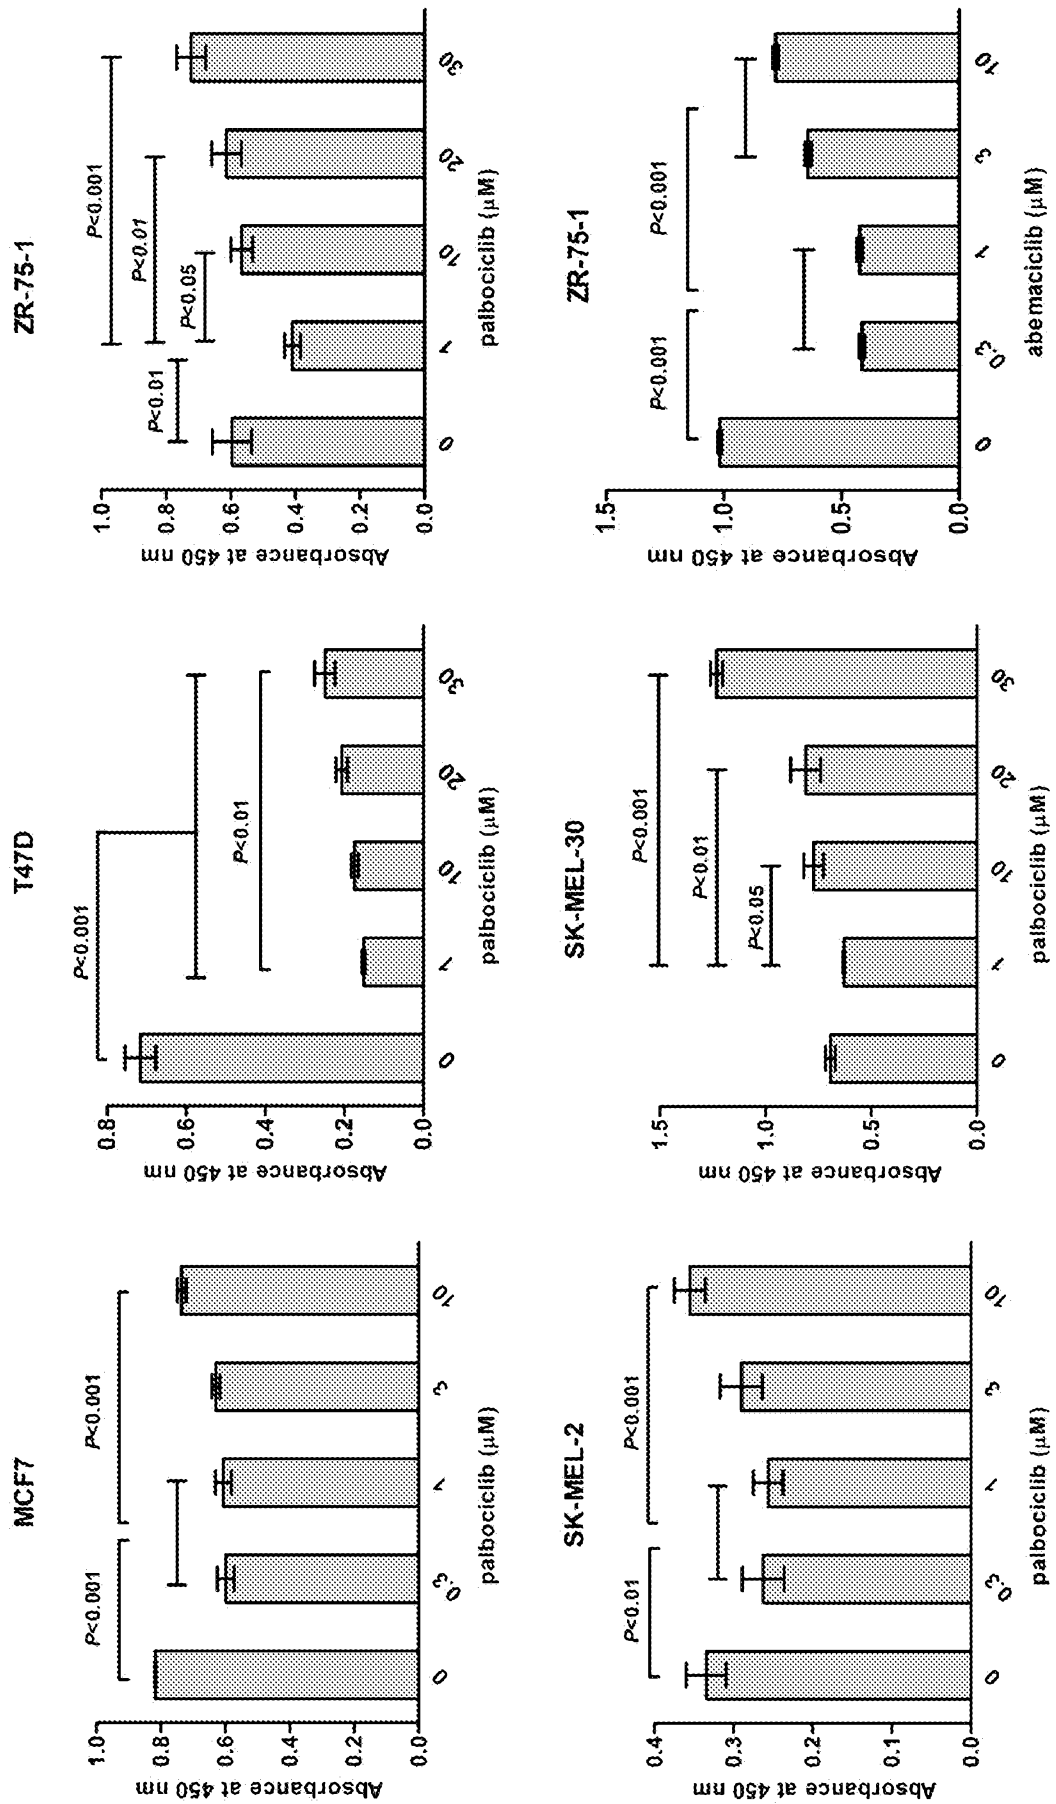 MCF7
Absorbance at 450 nm
1.0
0.8
0.6
0.4
0.2
0.0
P<0.001
P<0.001
0 0.3 1 3 10
palbociclib (μM)
T47D
Absorbance at 450 nm
0.8
0.6
0.4
0.2
0.0
P<0.001
P<0.01
0 1 10 20 30
palbociclib (μM)
ZR-75-1
Absorbance at 450 nm
1.0
0.8
0.6
0.4
0.2
0.0
P<0.001
P<0.01
P<0.05
P<0.01
0 1 10 20 30
palbociclib (μM)
SK-MEL-2
Absorbance at 450 nm
0.4
0.3
0.2
0.1
0.0
P<0.01
P<0.001
0 0.3 1 3 10
palbociclib (μM)
SK-MEL-30
Absorbance at 450 nm
1.5
1.0
0.5
0.0
P<0.001
P<0.01
P<0.05
0 1 10 20 30
palbociclib (μM)
ZR-75-1
Absorbance at 450 nm
1.5
1.0
0.5
0.0
P<0.001
P<0.001
0 0.3 1 3 10
abemaciclib (μM)